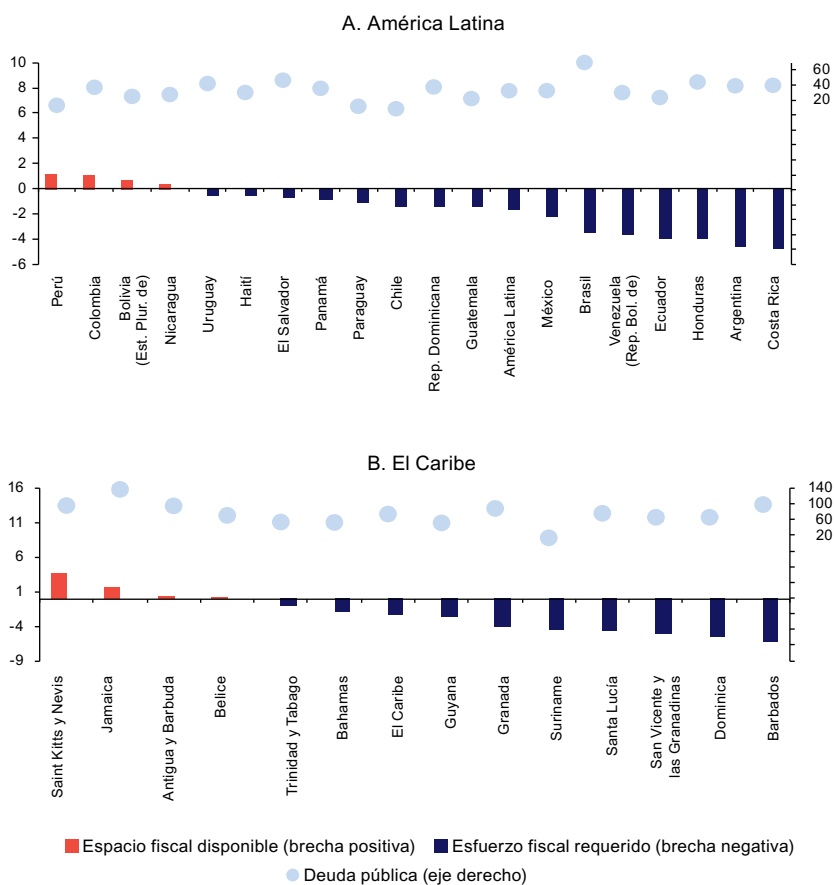 A. América Latina
10
8
6
4
2
0
-2
-4
-6
60
40
20
Perú
Colombia
Bolivia
(Est. Plur. de)
Nicaragua
Uruguay
Haití
El Salvador
Panamá
Paraguay
Chile
Rep. Dominicana
Guatemala
América Latina
México
Brasil
Venezuela
(Rep. Bol. de)
Ecuador
Honduras
Argentina
Costa Rica
B. El Caribe
16
11
6
1
-4
-9
140
100
60
20
Saint Kitts y Nevis
Jamaica
Antigua y Barbuda
Belice
Trinidad y Tabago
Bahamas
El Caribe
Guyana
Granada
Suriname
Santa Lucía
San Vicente y
las Granadinas
Dominica
Barbados
Espacio fiscal disponible (brecha positiva)
Esfuerzo fiscal requerido (brecha negativa)
Deuda pública (eje derecho)